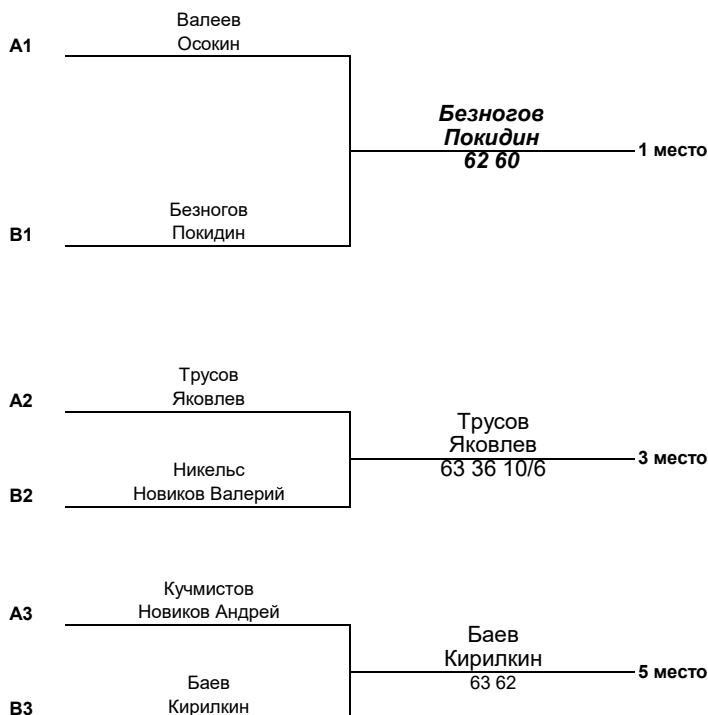 Валеев
A1 Осокин
Безногов
Покидин
62 60
1 место
Безногов
B1 Покидин
Трусов
A2 Яковлев
Трусов
Яковлев
63 36 10/6
3 место
Никельс
B2 Новиков Валерий
Кучмистов
A3 Новиков Андрей
Баев
Кирилкин
63 62
5 место
Баев
B3 Кирилкин